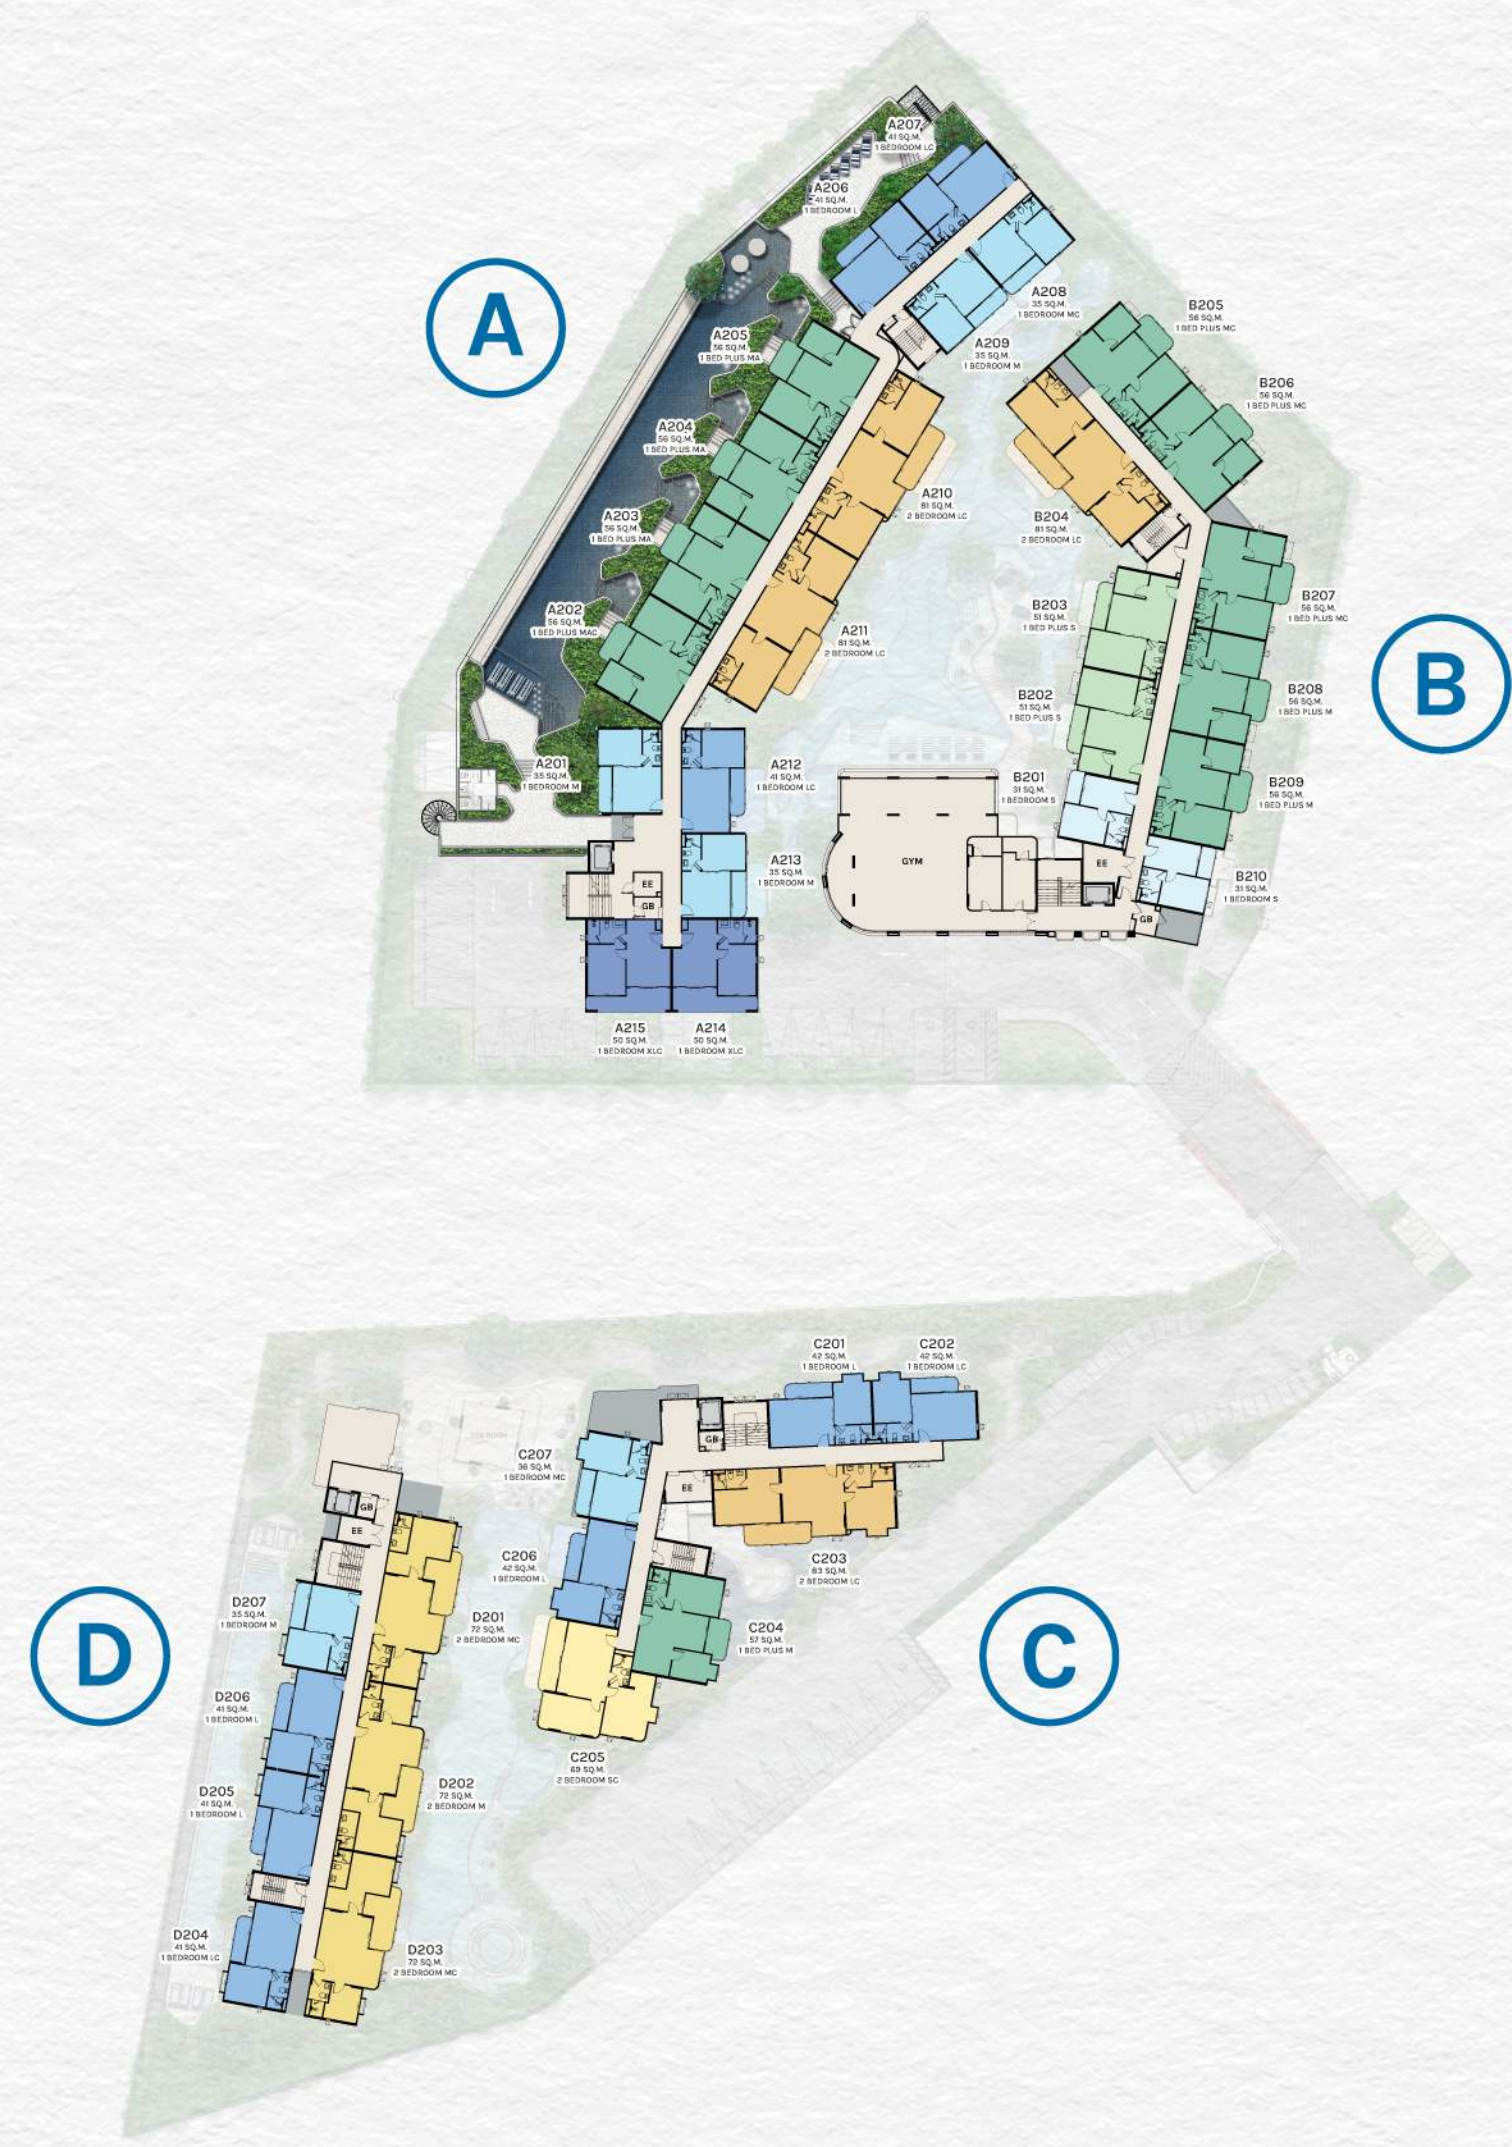 A
A207
41 SQ.M.
1 BEDROOM LC
A206
41 SQ.M.
1 BEDROOM L
A205
56 SQ.M.
1 BED PLUS MA
A204
56 SQ.M.
1 BED PLUS MA
A203
56 SQ.M.
1 BED PLUS MA
A202
56 SQ.M.
1 BED PLUS MAC
A201
35 SQ.M.
1 BEDROOM M
A208
35 SQ.M.
1 BEDROOM MC
A209
35 SQ.M.
1 BEDROOM M
A210
81 SQ.M.
2 BEDROOM LC
A211
81 SQ.M.
2 BEDROOM LC
A212
41 SQ.M.
1 BEDROOM LC
A213
35 SQ.M.
1 BEDROOM M
EE
GB
A215
50 SQ.M.
1 BEDROOM XLC
A214
50 SQ.M.
1 BEDROOM XLC
B
B205
56 SQ.M.
1 BED PLUS MC
B206
56 SQ.M.
1 BED PLUS MC
B204
81 SQ.M.
2 BEDROOM LC
B203
51 SQ.M.
1 BED PLUS S
B202
51 SQ.M.
1 BED PLUS S
B201
31 SQ.M.
1 BEDROOM S
B207
56 SQ.M.
1 BED PLUS MC
B208
56 SQ.M.
1 BED PLUS M
B209
56 SQ.M.
1 BED PLUS M
B210
31 SQ.M.
1 BEDROOM S
GYM
EE
GB
C
C201
42 SQ.M.
1 BEDROOM L
C202
42 SQ.M.
1 BEDROOM LC
C207
36 SQ.M.
1 BEDROOM MC
GB
EE
C206
42 SQ.M.
1 BEDROOM L
C203
83 SQ.M.
2 BEDROOM LC
C204
57 SQ.M.
1 BED PLUS M
C205
69 SQ.M.
2 BEDROOM SC
D
GB
EE
D207
35 SQ.M.
1 BEDROOM M
D201
72 SQ.M.
2 BEDROOM MC
D206
41 SQ.M.
1 BEDROOM L
D205
41 SQ.M.
1 BEDROOM L
D202
72 SQ.M.
2 BEDROOM M
D204
41 SQ.M.
1 BEDROOM LC
D203
72 SQ.M.
2 BEDROOM MC